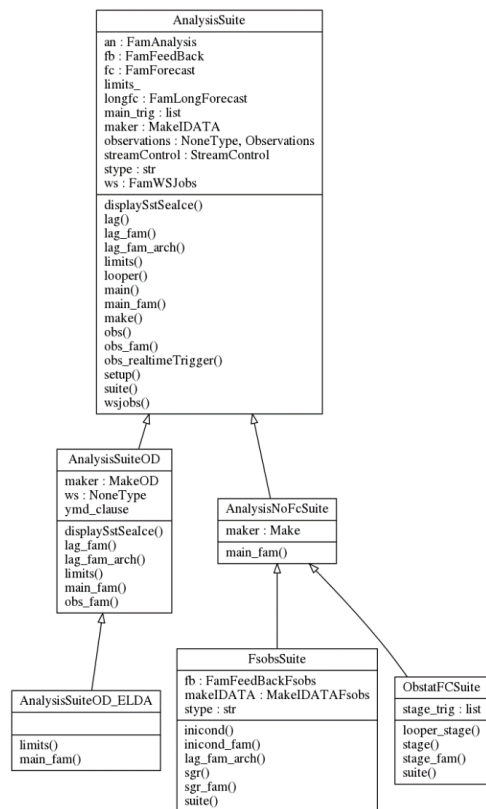 AnalysisSuite
an : FamAnalysis
fb : FamFeedBack
fc : FamForecast
limits_
longfc : FamLongForecast
main_trig : list
maker : MakeIDATA
observations : NoneType, Observations
streamControl : StreamControl
stype : str
ws : FamWSJobs
displaySstSeaIce()
lag()
lag_fam()
lag_fam_arch()
limits()
looper()
main()
main_fam()
make()
obs()
obs_fam()
obs_realtimeTrigger()
setup()
suite()
wsjobs()
AnalysisSuiteOD
maker : MakeOD
ws : NoneType
ymd_clause
displaySstSeaIce()
lag_fam()
lag_fam_arch()
limits()
main_fam()
obs_fam()
AnalysisNoFcSuite
maker : Make
main_fam()
AnalysisSuiteOD_ELDA
limits()
main_fam()
FsobsSuite
fb : FamFeedBackFsobs
makeIDATA : MakeIDATAFsobs
stype : str
inicond()
inicond_fam()
lag_fam_arch()
sgr()
sgr_fam()
suite()
ObstatFCSuite
stage_trig : list
looper_stage()
stage()
stage_fam()
suite()